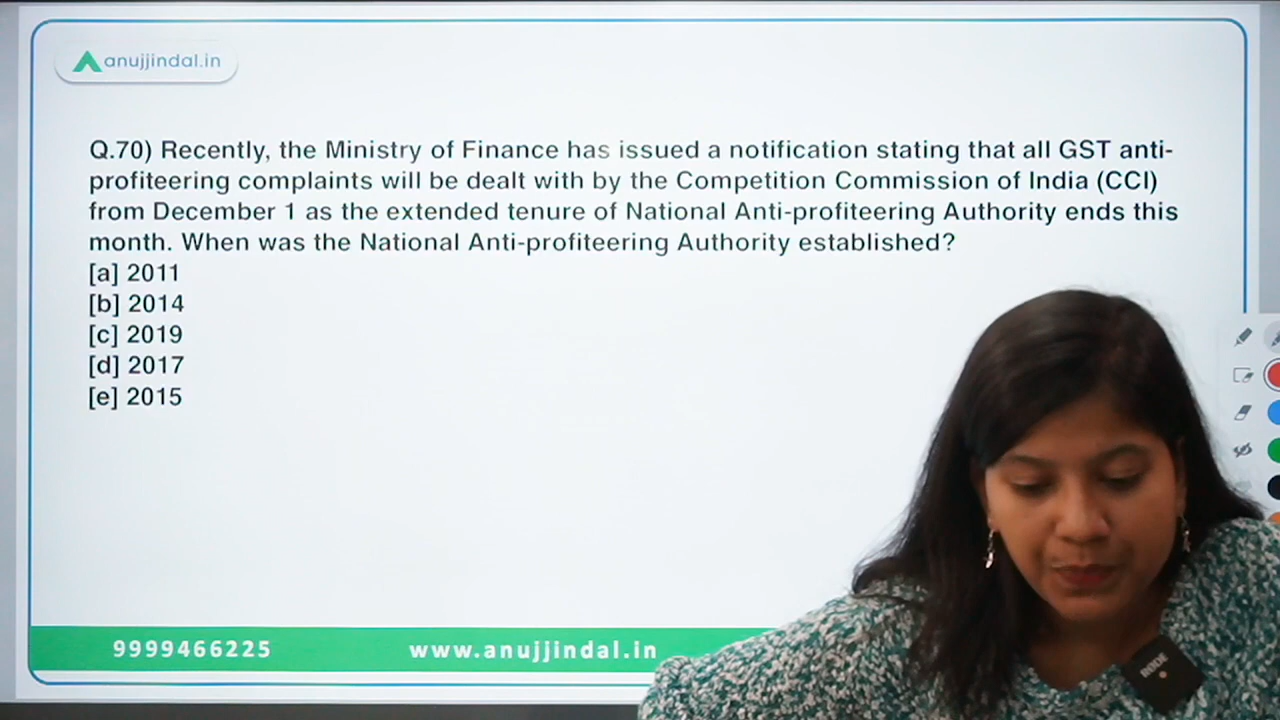 anujjindal.in
Q.70) Recently, the Ministry of Finance has issued a notification stating that all GST anti-
profiteering complaints will be dealt with by the Competition Commission of India (CCI)
from December 1 as the extended tenure of National Anti-profiteering Authority ends this
month. When was the National Anti-profiteering Authority established?
[a] 2011
[b] 2014
[c] 2019
[d] 2017
[e] 2015
9999466225 www.anujjindal.in
RODE